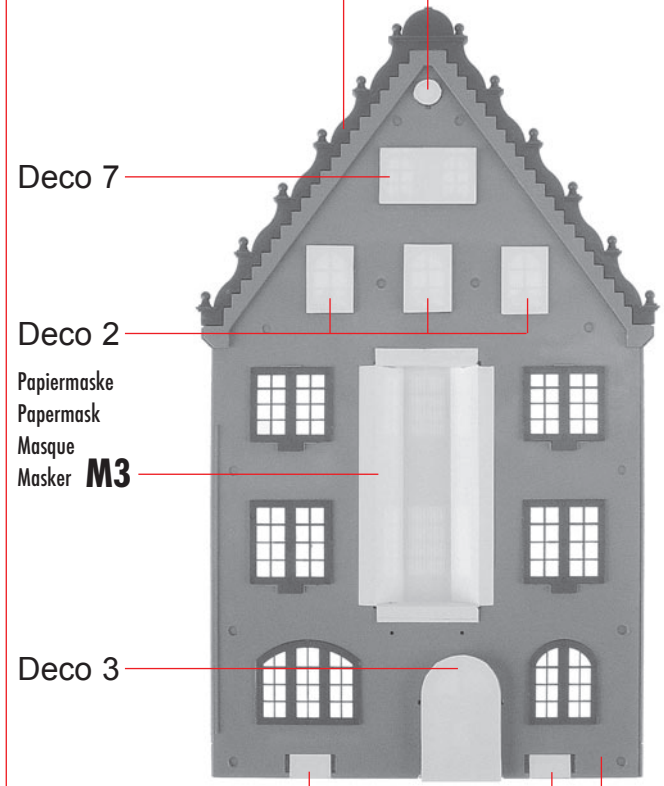 Deco 7
Deco 2
Papiermaske
Papermask
Masque
Masker M3
Deco 3